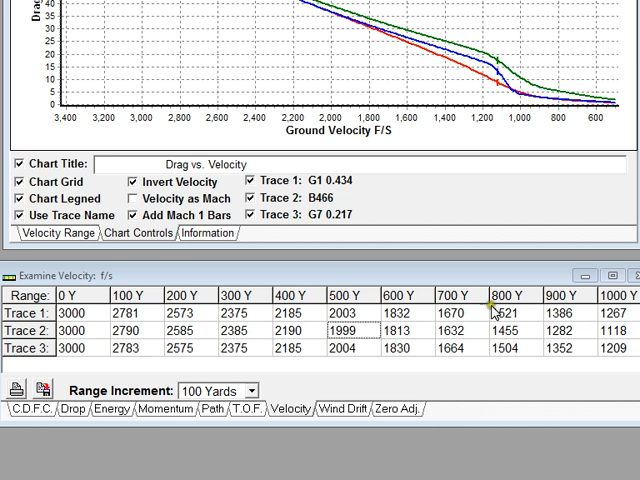 Drag
40
35
30
25
20
15
10
5
0
3,400 3,200 3,000 2,800 2,600 2,400 2,200 2,000 1,800 1,600 1,400 1,200 1,000 800 600
Ground Velocity F/S
Chart Title: Drag vs. Velocity
Chart Grid Invert Velocity Trace 1: G1 0.434
Chart Legned Velocity as Mach Trace 2: B466
Use Trace Name Add Mach 1 Bars Trace 3: G7 0.217
Velocity Range Chart Controls Information
Examine Velocity: f/s
Range: 0 Y 100 Y 200 Y 300 Y 400 Y 500 Y 600 Y 700 Y 800 Y 900 Y 1000 Y
Trace 1: 3000 2781 2573 2375 2185 2003 1832 1670 1521 1386 1267
Trace 2: 3000 2790 2585 2385 2190 1999 1813 1632 1455 1282 1118
Trace 3: 3000 2783 2575 2375 2185 2004 1830 1664 1504 1352 1209
Range Increment: 100 Yards
C.D.F.C. Drop Energy Momentum Path T.O.F. Velocity Wind Drift Zero Adj.